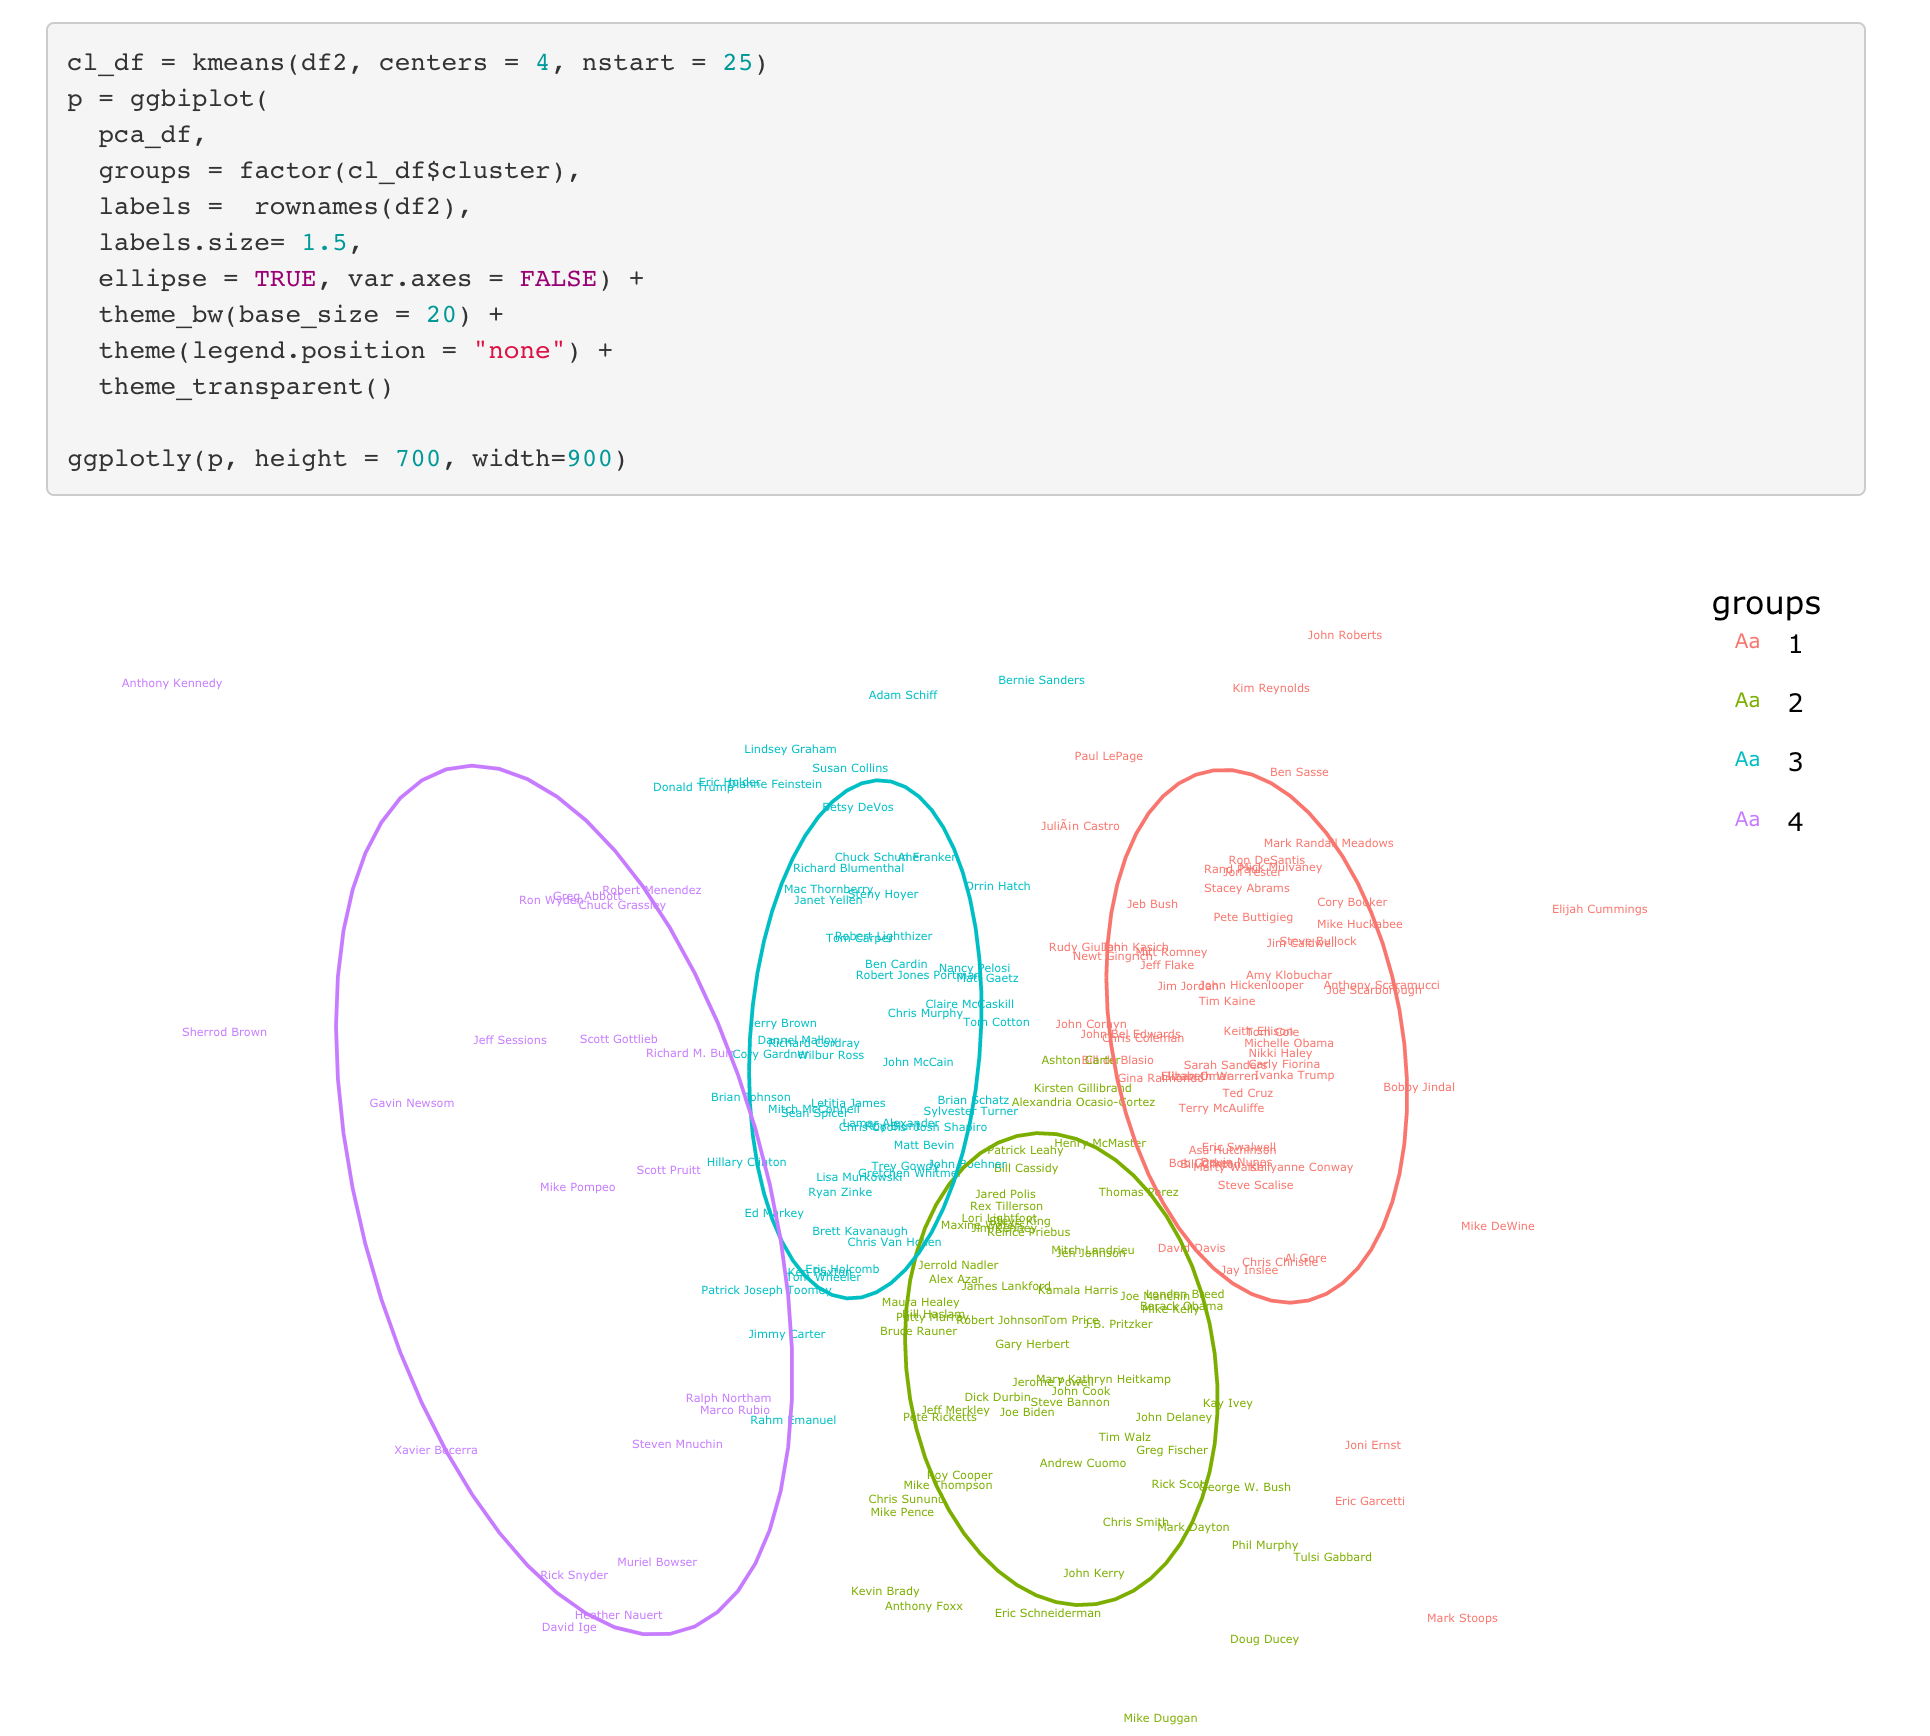 cl_df = kmeans(df2, centers = 4, nstart = 25)
p = ggbiplot(
  pca_df,
  groups = factor(cl_df$cluster),
  labels =  rownames(df2),
  labels.size= 1.5,
  ellipse = TRUE, var.axes = FALSE) +
  theme_bw(base_size = 20) +
  theme(legend.position = "none") +
  theme_transparent()
ggplotly(p, height = 700, width=900)
groups
Aa 1
Aa 2
Aa 3
Aa 4
John Roberts
Anthony Kennedy
Bernie Sanders
Kim Reynolds
Adam Schiff
Lindsey Graham
Paul LePage
Susan Collins
Ben Sasse
Eric Holder
Dianne Feinstein
Donald Trump
Betsy DeVos
JuliÃ¡n Castro
Mark Randall Meadows
Chuck Schumer
Al Franken
Ron DeSantis
Richard Blumenthal
Rand Paul
Mick Mulvaney
Jon Tester
Orrin Hatch
Stacey Abrams
Mac Thornberry
Robert Menendez
Steny Hoyer
Greg Abbott
Ron Wyden
Janet Yellen
Chuck Grassley
Jeb Bush
Cory Booker
Elijah Cummings
Pete Buttigieg
Mike Huckabee
Robert Lighthizer
Tom Carper
Steve Bullock
Jim Caldwell
Rudy Giuliani
John Kasich
Mitt Romney
Newt Gingrich
Ben Cardin
Jeff Flake
Nancy Pelosi
Robert Jones Portman
Matt Gaetz
Amy Klobuchar
Jim Jordan
John Hickenlooper
Anthony Scaramucci
Joe Scarborough
Tim Kaine
Claire McCaskill
Chris Murphy
Jerry Brown
Tom Cotton
John Cornyn
Sherrod Brown
Keith Ellison
Tom Cole
John Bel Edwards
Chris Coleman
Jeff Sessions
Scott Gottlieb
Dannel Malloy
Richard Cordray
Michelle Obama
Richard M. Burr
Cory Gardner
Wilbur Ross
Nikki Haley
John McCain
Ashton Carter
Bill de Blasio
Sarah Sanders
Carly Fiorina
Gina Raimondo
Elizabeth Warren
Ivanka Trump
Kirsten Gillibrand
Bobby Jindal
Ted Cruz
Brian Johnson
Gavin Newsom
Letitia James
Brian Schatz
Alexandria Ocasio-Cortez
Mitch McConnell
Sean Spicer
Sylvester Turner
Terry McAuliffe
Lamar Alexander
Chris Coons
Josh Shapiro
Matt Bevin
Henry McMaster
Eric Swalwell
Patrick Leahy
Asa Hutchinson
Hillary Clinton
John Boehner
Devin Nunes
Trey Gowdy
Bill Cassidy
Marty Walsh
Kellyanne Conway
Scott Pruitt
Gretchen Whitmer
Lisa Murkowski
Mike Pompeo
Steve Scalise
Ryan Zinke
Jared Polis
Thomas Perez
Rex Tillerson
Ed Markey
Lori Lightfoot
Steve King
Maxine Waters
Mike DeWine
Brett Kavanaugh
Reince Priebus
Chris Van Hollen
David Davis
Mitch Landrieu
Jeh Johnson
Al Gore
Chris Christie
Jerrold Nadler
Eric Holcomb
Ken Paxton
Jay Inslee
Tom Wheeler
Alex Azar
James Lankford
Patrick Joseph Toomey
Kamala Harris
Joe Manchin
London Breed
Maura Healey
Barack Obama
Mike Kelly
Bill Haslam
Patty Murray
Robert Johnson
Tom Price
J.B. Pritzker
Bruce Rauner
Jimmy Carter
Gary Herbert
Mary Kathryn Heitkamp
Jerome Powell
John Cook
Ralph Northam
Dick Durbin
Steve Bannon
Kay Ivey
Marco Rubio
Jeff Merkley
Joe Biden
Pete Ricketts
John Delaney
Rahm Emanuel
Tim Walz
Steven Mnuchin
Joni Ernst
Xavier Becerra
Greg Fischer
Andrew Cuomo
Roy Cooper
Mike Thompson
Rick Scott
George W. Bush
Chris Sununu
Eric Garcetti
Mike Pence
Chris Smith
Mark Dayton
Phil Murphy
Tulsi Gabbard
Muriel Bowser
John Kerry
Rick Snyder
Kevin Brady
Anthony Foxx
Eric Schneiderman
Heather Nauert
Mark Stoops
David Ige
Doug Ducey
Mike Duggan